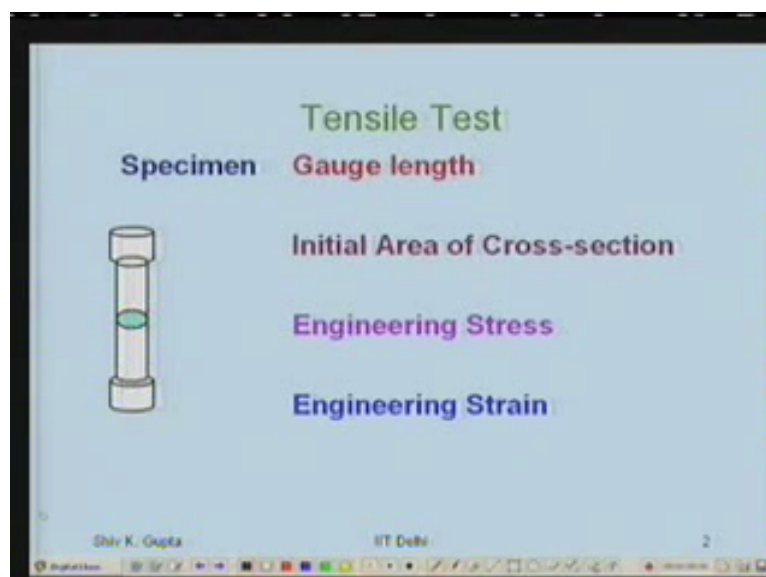 Tensile Test
Specimen Gauge length
Initial Area of Cross-section
Engineering Stress
Engineering Strain
Shiv K. Gupta IIT Delhi 2